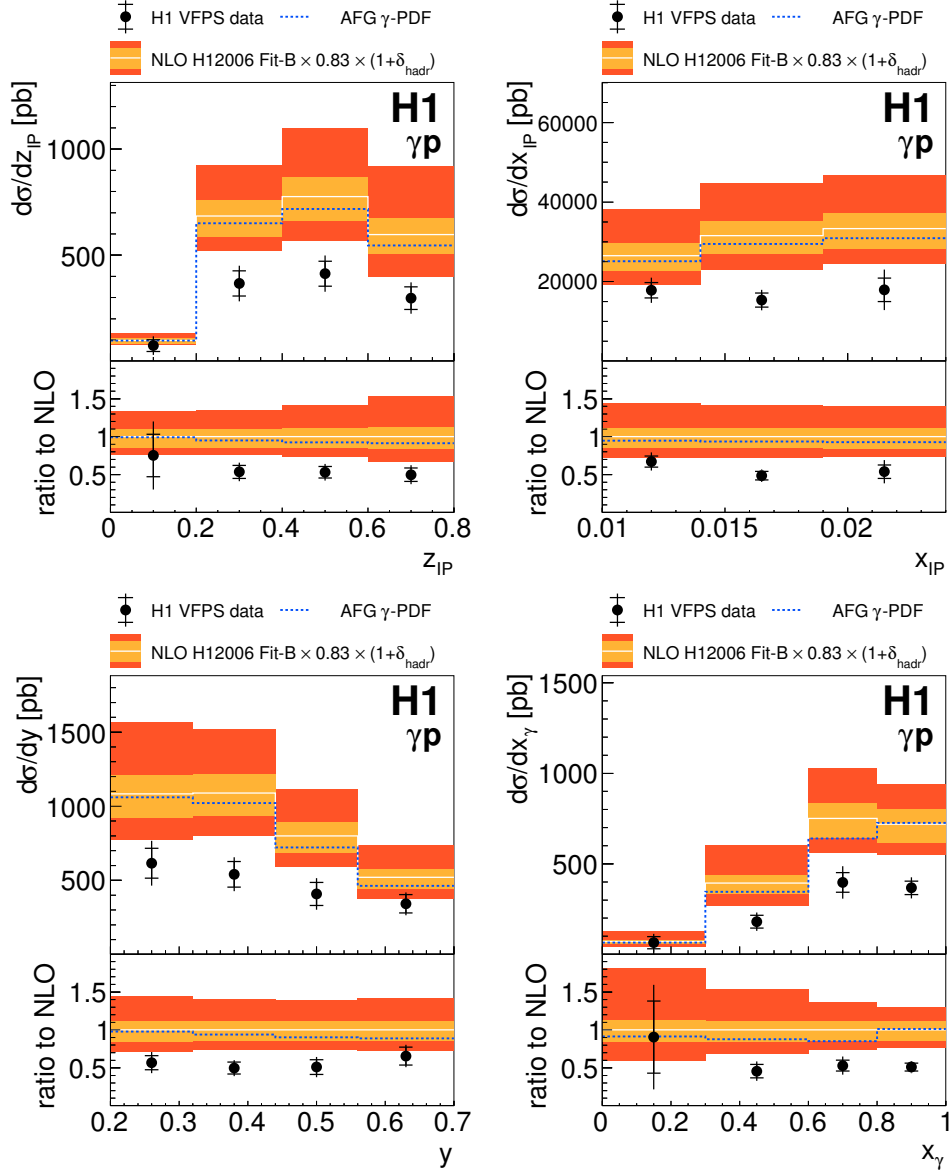 H1 VFPS data AFG γ-PDF
NLO H12006 Fit-B × 0.83 × (1+δhadr)
H1
γp
dσ/dzIP [pb]
1000
500
ratio to NLO
1.5
1
0.5
0 0.2 0.4 0.6 0.8
zIP
H1 VFPS data AFG γ-PDF
NLO H12006 Fit-B × 0.83 × (1+δhadr)
H1
γp
dσ/dxIP [pb]
60000
40000
20000
ratio to NLO
1.5
1
0.5
0.01 0.015 0.02
xIP
H1 VFPS data AFG γ-PDF
NLO H12006 Fit-B × 0.83 × (1+δhadr)
H1
γp
dσ/dy [pb]
1500
1000
500
ratio to NLO
1.5
1
0.5
0.2 0.3 0.4 0.5 0.6 0.7
y
H1 VFPS data AFG γ-PDF
NLO H12006 Fit-B × 0.83 × (1+δhadr)
H1
γp
dσ/dxγ [pb]
1500
1000
500
ratio to NLO
1.5
1
0.5
0 0.2 0.4 0.6 0.8 1
xγ